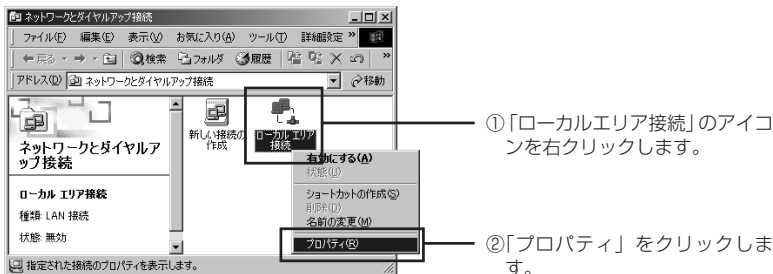 ネットワークとダイヤルアップ接続
ファイル(F) 編集(E) 表示(V) お気に入り(A) ツール(T) 詳細設定 »
戻る 検索 フォルダ 履歴 »
アドレス(D) ネットワークとダイヤルアップ接続 移動
ネットワークとダイヤルア
ップ接続
ローカル エリア接続
種類: LAN 接続
状態: 無効
新しい接続の
作成
ローカル エリア
接続
有効にする(A)
状態(U)
ショートカットの作成(S)
削除(D)
名前の変更(M)
プロパティ(R)
指定された接続のプロパティを表示します。
①「ローカルエリア接続」のアイコ
ンを右クリックします。
②「プロパティ」をクリックしま
す。